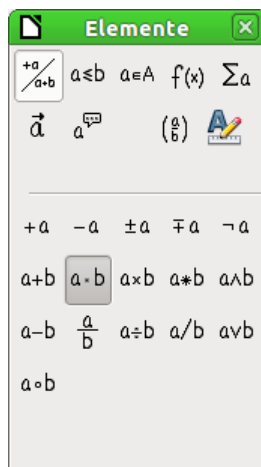 Elemente
+a/a+b a≤b a∈A f(x) Σa
a⃗ a (a/b) A
+a −a ±a ∓a ¬a
a+b a·b a×b a∗b a∧b
a−b a/b a÷b a/b a∨b
a∘b